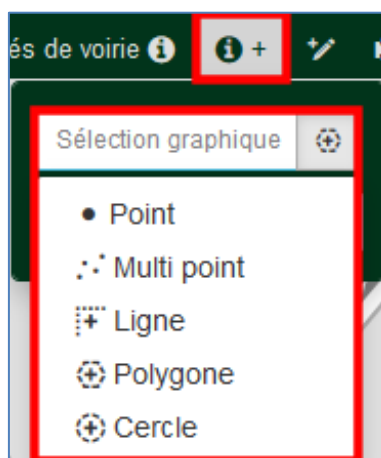 és de voirie
+
Sélection graphique
Point
Multi point
Ligne
Polygone
Cercle